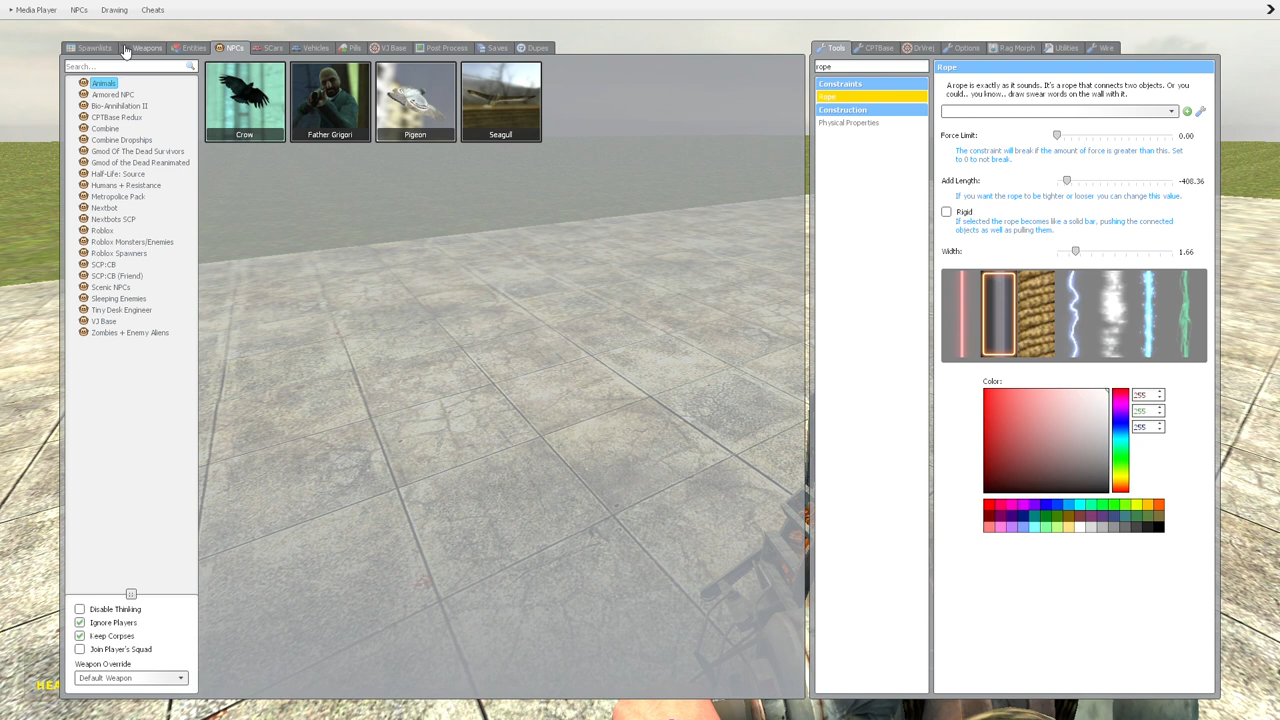 Media Player NPCs Drawing Cheats
Spawnlists Weapons Entities NPCs SCars Vehicles Pills VJ Base Post Process Saves Dupes
Search...
Animals
Armored NPC
Bio-Annihilation II
CPTBase Redux
Combine
Combine Dropships
Gmod Of The Dead Survivors
Gmod of the Dead Reanimated
Half-Life: Source
Humans + Resistance
Metropolice Pack
Nextbot
Nextbots SCP
Roblox
Roblox Monsters/Enemies
Roblox Spawners
SCP:CB
SCP:CB (Friend)
Scenic NPCs
Sleeping Enemies
Tiny Desk Engineer
VJ Base
Zombies + Enemy Aliens
Crow Father Grigori Pigeon Seagull
Disable Thinking
Ignore Players
Keep Corpses
Join Player's Squad
Weapon Override
Default Weapon
Tools CPTBase DrVrej Options Rag Morph Utilities Wire
rope
Constraints
Rope
Construction
Physical Properties
Rope
A rope is exactly as it sounds. It's a rope that connects two objects. Or you
could.. you know.. draw swear words on the wall with it.
Force Limit: 0.00
The constraint will break if the amount of force is greater than this. Set
to 0 to not break.
Add Length: -408.36
If you want the rope to be tighter or looser you can change this value.
Rigid
If selected the rope becomes like a solid bar, pushing the connected
objects as well as pulling them.
Width: 1.66
Color:
255
255
255